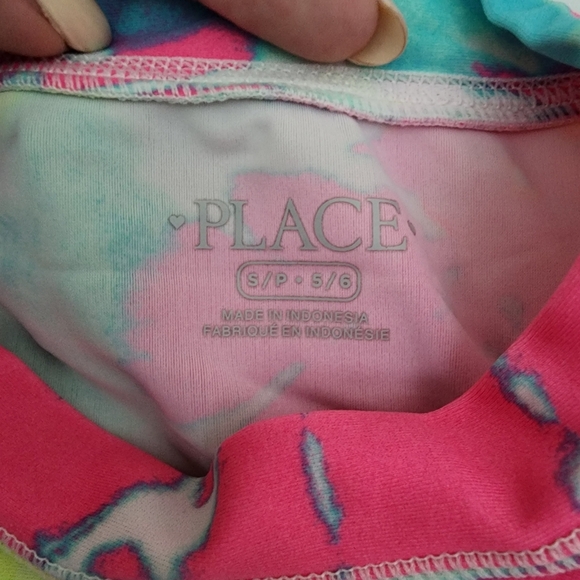 PLACE
S/P • 5/6
MADE IN INDONESIA
FABRIQUÉ EN INDONÉSIE